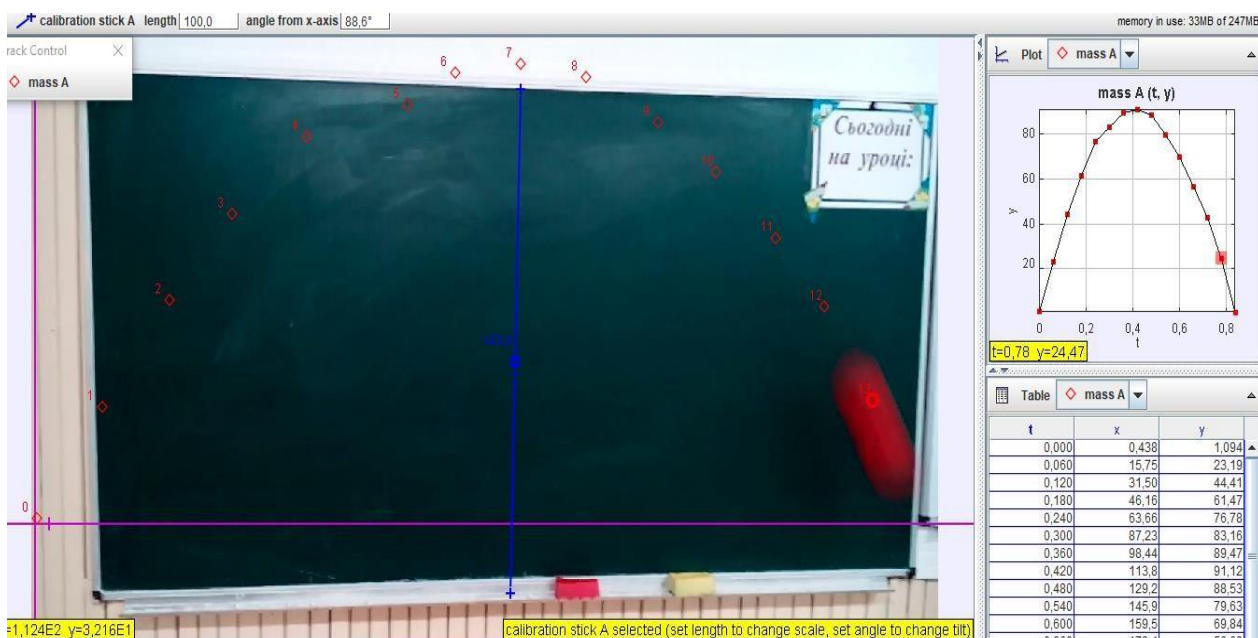 calibration stick A length 100,0 angle from x-axis 88,6°
memory in use: 33MB of 247MB
rack Control X
mass A
0
1
2
3
4
5
6
7
8
9
10
11
12
13
Сьогодні
на уроці:
=1,124E2 y=3,216E1
calibration stick A selected (set length to change scale, set angle to change tilt)
Plot mass A
mass A (t, y)
y
80
60
40
20
0 0,2 0,4 0,6 0,8
t
t=0,78 y=24,47
Table mass A
t x y
0,000 0,438 1,094
0,060 15,75 23,19
0,120 31,50 44,41
0,180 46,16 61,47
0,240 63,66 76,78
0,300 87,23 83,16
0,360 98,44 89,47
0,420 113,8 91,12
0,480 129,2 88,53
0,540 145,9 79,63
0,600 159,5 69,84